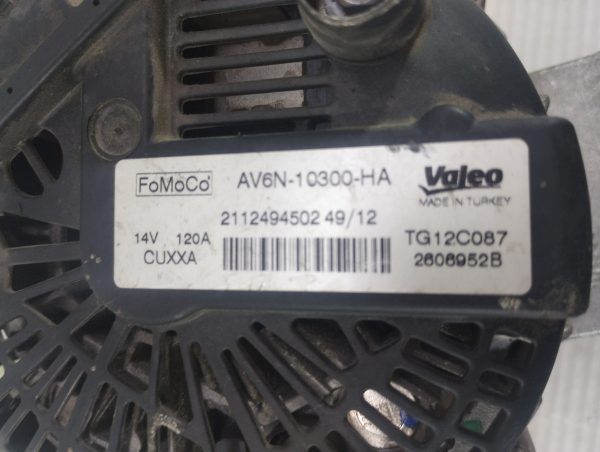 FoMoCo AV6N-10300-HA Valeo
MADE IN TURKEY
2112494502 49/12
14V 120A TG12C087
CUXXA 2606952B